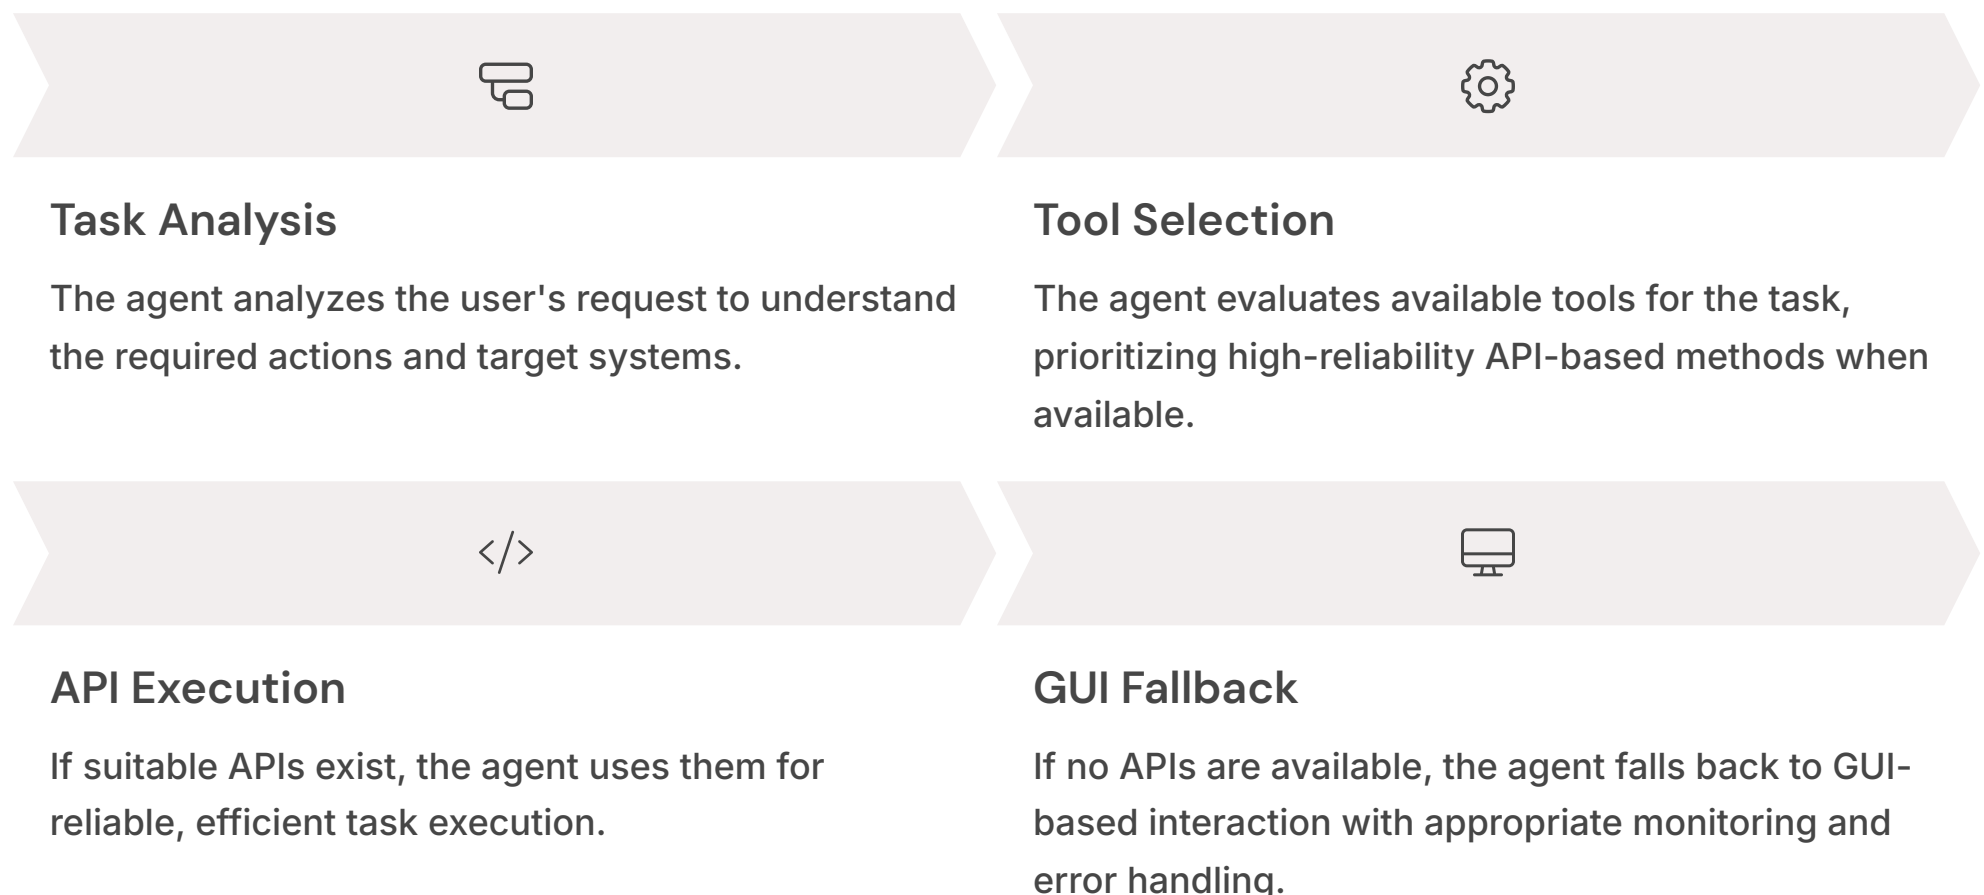 Task Analysis
The agent analyzes the user's request to understand
the required actions and target systems.
Tool Selection
The agent evaluates available tools for the task,
prioritizing high-reliability API-based methods when
available.
API Execution
If suitable APIs exist, the agent uses them for
reliable, efficient task execution.
GUI Fallback
If no APIs are available, the agent falls back to GUI-
based interaction with appropriate monitoring and
error handling.